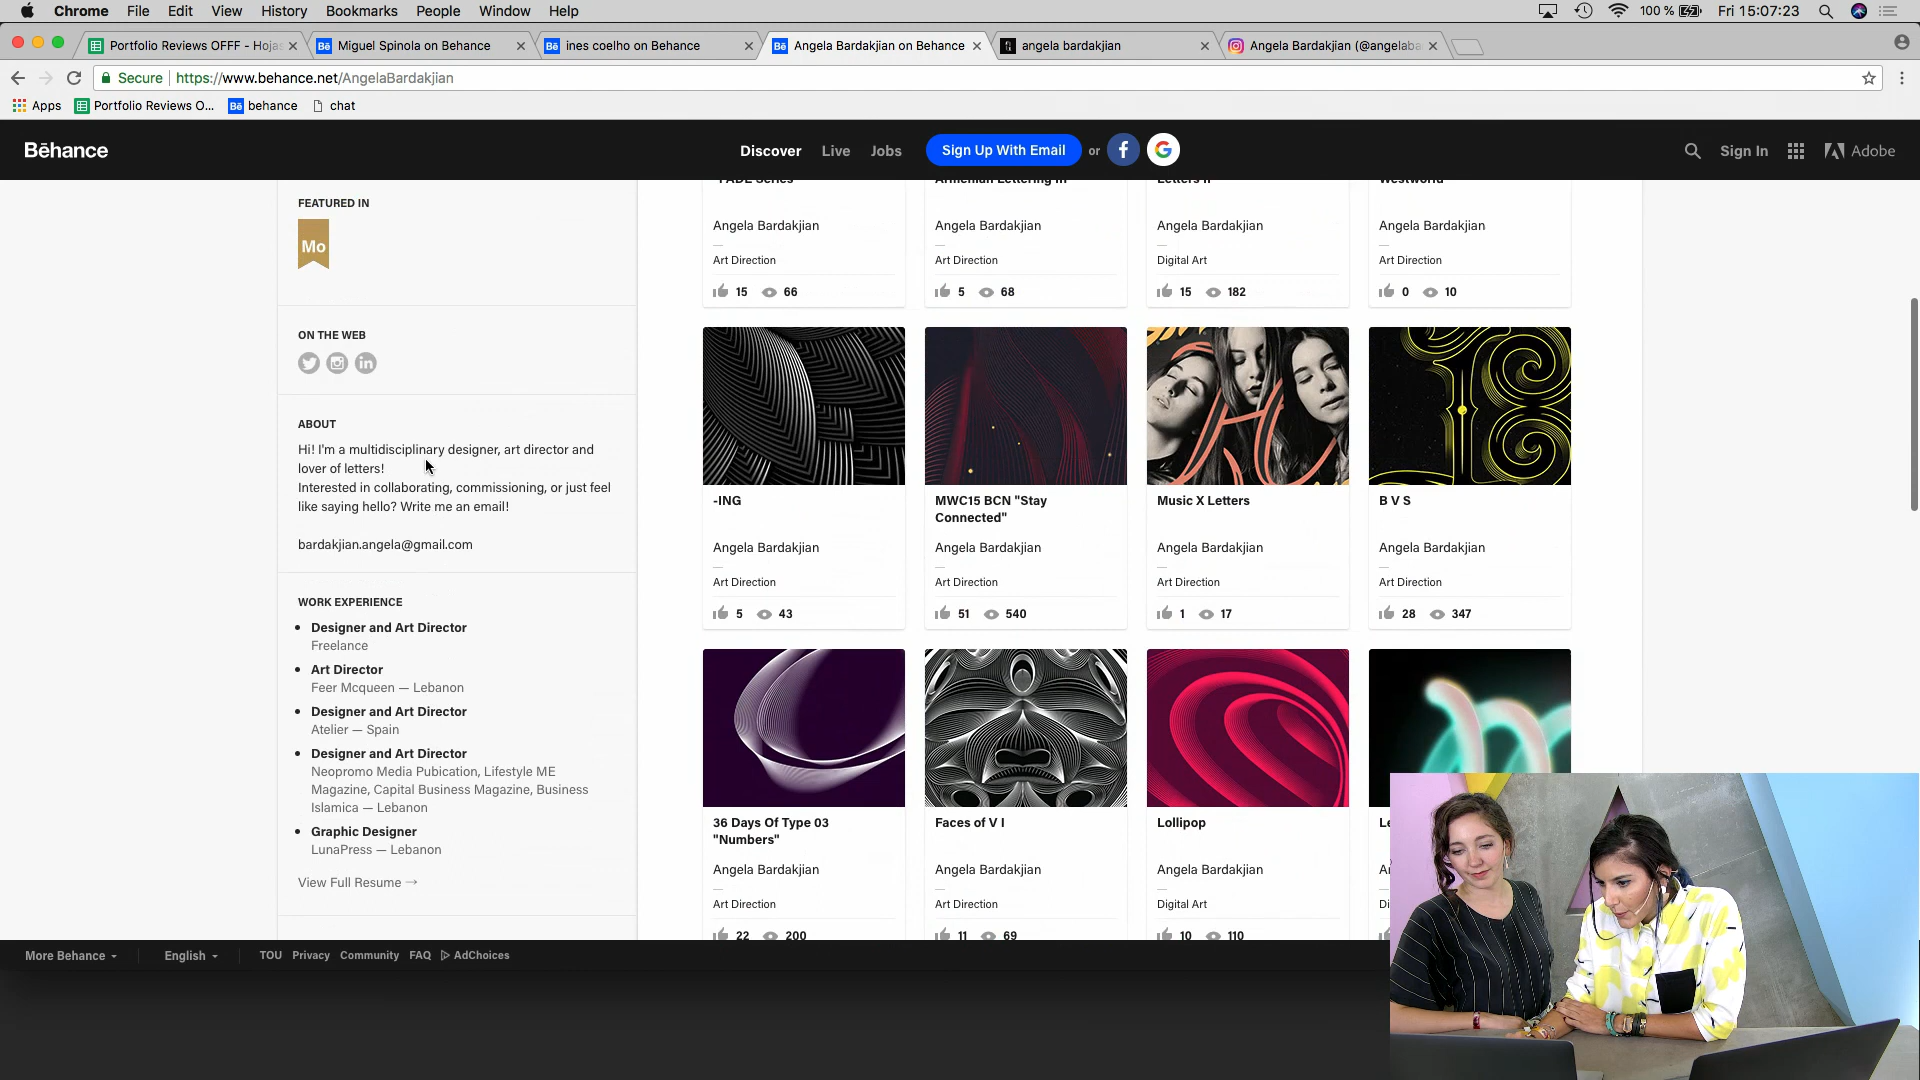 Chrome File Edit View History Bookmarks People Window Help 100 % Fri 15:07:23
Portfolio Reviews OFFF - Hojas
Miguel Spinola on Behance
ines coelho on Behance
Angela Bardakjian on Behance
angela bardakjian
Angela Bardakjian (@angelaba
Secure https://www.behance.net/AngelaBardakjian
Apps Portfolio Reviews O... behance chat
Bēhance Discover Live Jobs Sign Up With Email or Sign In Adobe
FEATURED IN
Mo
ON THE WEB
ABOUT
Hi! I'm a multidisciplinary designer, art director and
lover of letters!
Interested in collaborating, commissioning, or just feel
like saying hello? Write me an email!
bardakjian.angela@gmail.com
WORK EXPERIENCE
Designer and Art Director
Freelance
Art Director
Feer Mcqueen — Lebanon
Designer and Art Director
Atelier — Spain
Designer and Art Director
Neopromo Media Pubication, Lifestyle ME
Magazine, Capital Business Magazine, Business
Islamica — Lebanon
Graphic Designer
LunaPress — Lebanon
View Full Resume →
Angela Bardakjian
Art Direction
15 66
Angela Bardakjian
Art Direction
5 68
Letters II
Angela Bardakjian
Digital Art
15 182
Westworld
Angela Bardakjian
Art Direction
0 10
-ING
Angela Bardakjian
Art Direction
5 43
MWC15 BCN "Stay
Connected"
Angela Bardakjian
Art Direction
51 540
Music X Letters
Angela Bardakjian
Art Direction
1 17
B V S
Angela Bardakjian
Art Direction
28 347
36 Days Of Type 03
"Numbers"
Angela Bardakjian
Art Direction
22 200
Faces of V I
Angela Bardakjian
Art Direction
11 69
Lollipop
Angela Bardakjian
Digital Art
10 110
More Behance English TOU Privacy Community FAQ AdChoices